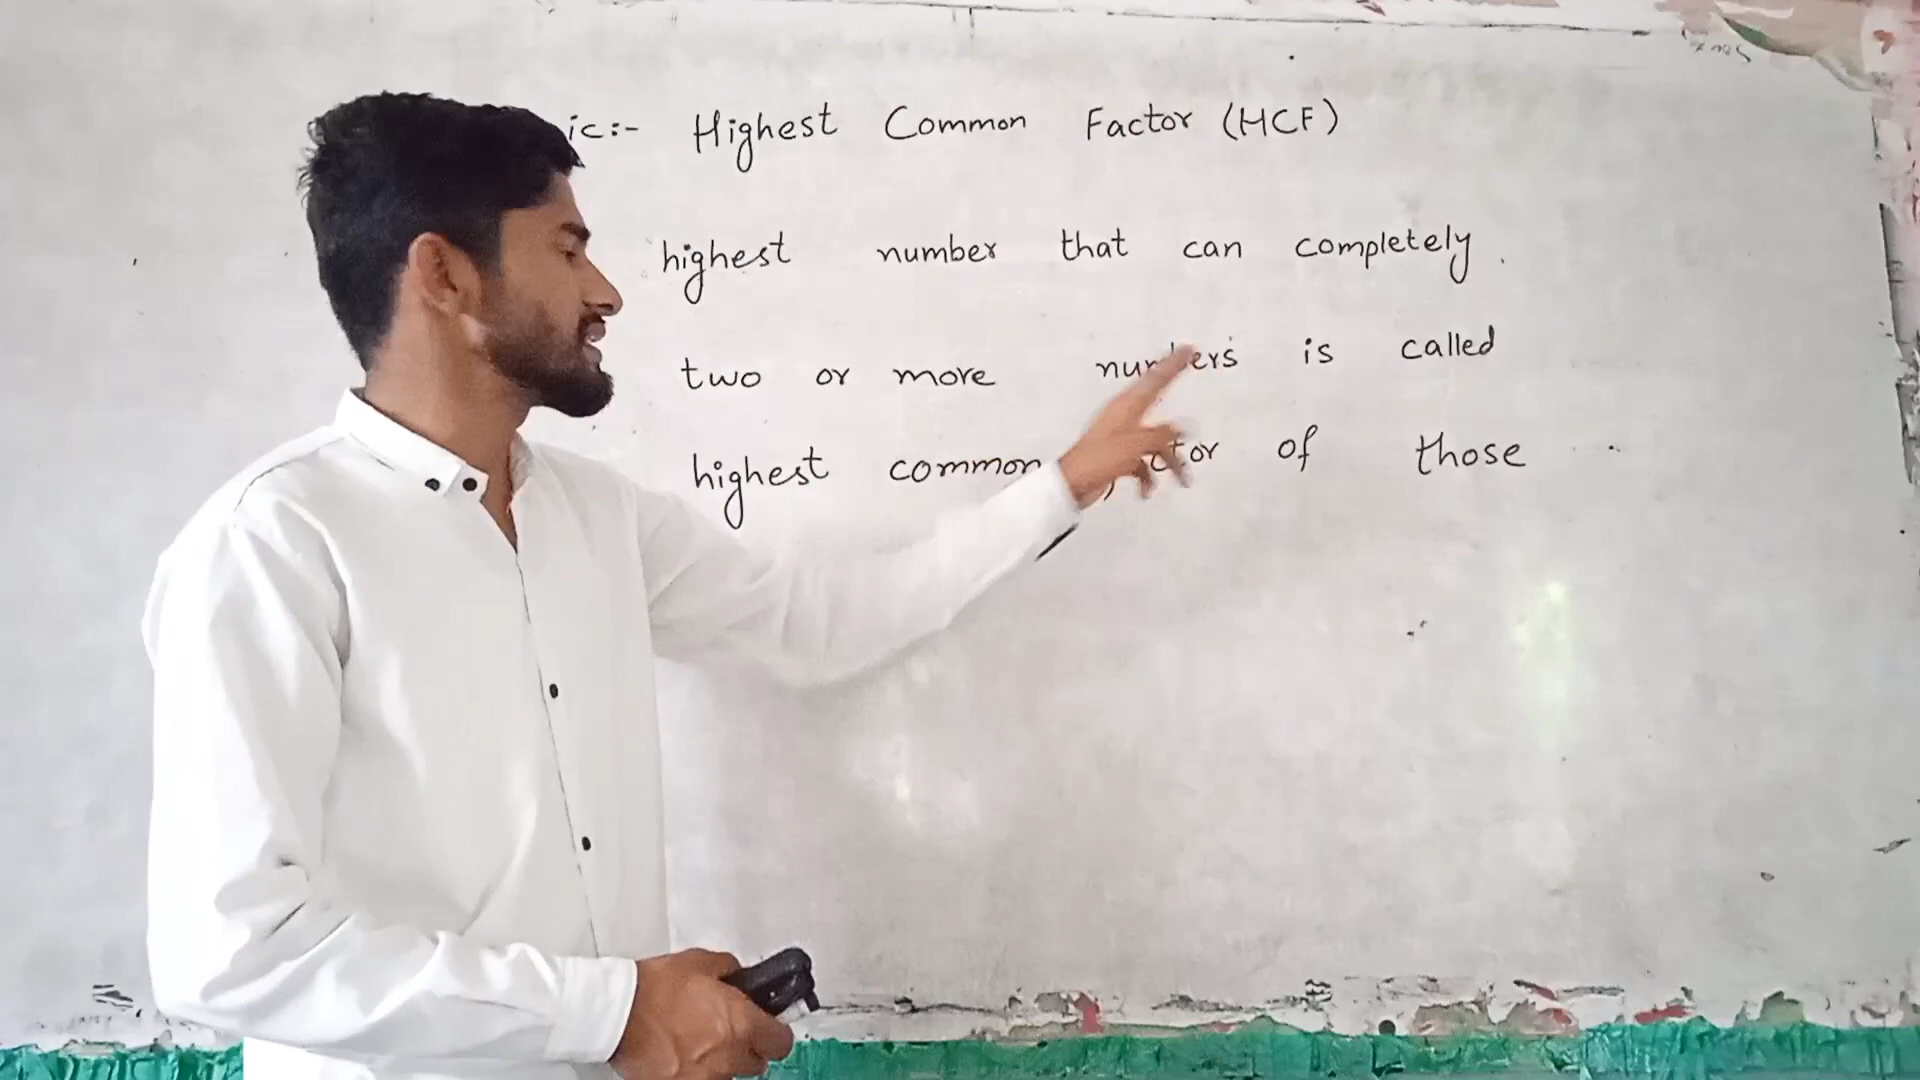 ic:- Highest Common Factor (HCF)
highest number that can completely
two or more numbers is called
highest common factor of those